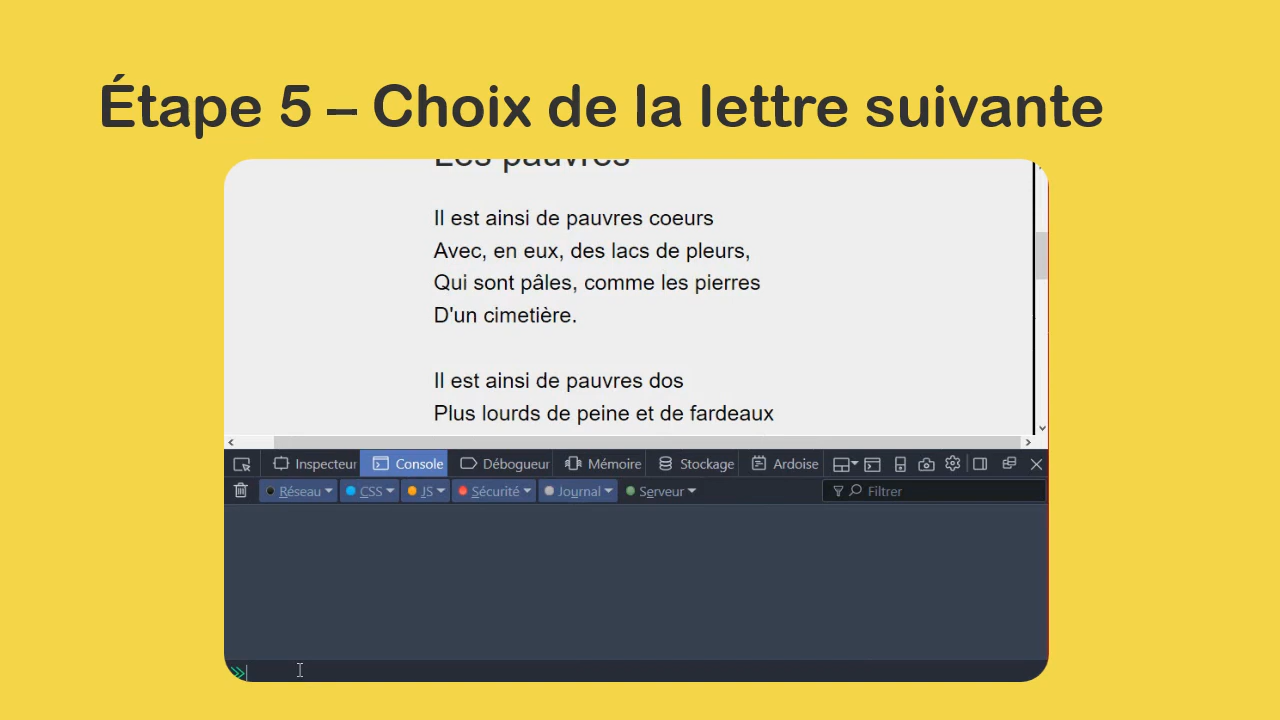 Étape 5 – Choix de la lettre suivante
Les pauvres
Il est ainsi de pauvres coeurs
Avec, en eux, des lacs de pleurs,
Qui sont pâles, comme les pierres
D'un cimetière.
Il est ainsi de pauvres dos
Plus lourds de peine et de fardeaux
Inspecteur Console Débogueur Mémoire Stockage Ardoise
Réseau CSS JS Sécurité Journal Serveur Filtrer